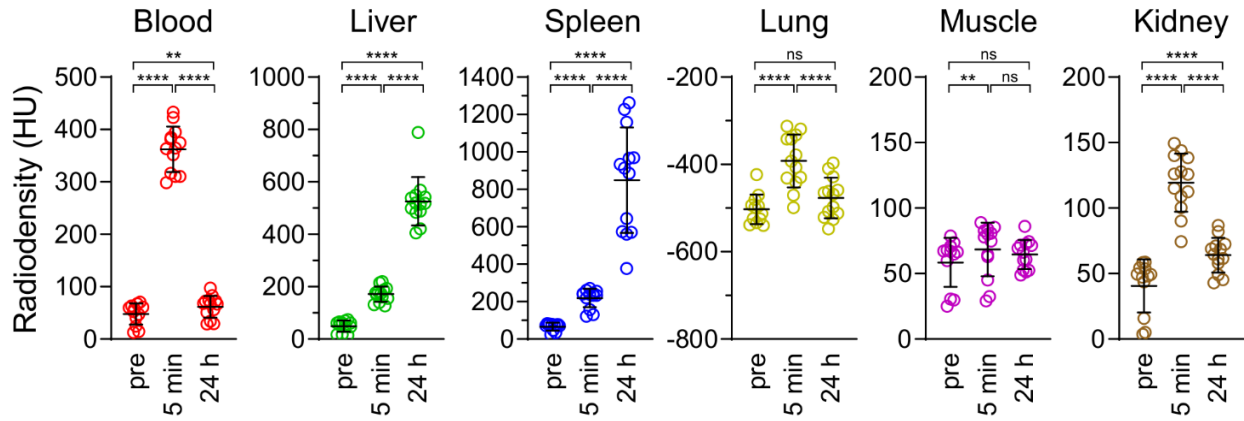 Blood Liver Spleen Lung Muscle Kidney
** **** **** ns ns ****
**** **** **** **** **** **** **** **** ** ns **** ****
Radiodensity (HU)
500
400
300
200
100
0
pre
5 min
24 h
1000
800
600
400
200
0
pre
5 min
24 h
1400
1200
1000
800
600
400
200
0
pre
5 min
24 h
-200
-400
-600
-800
pre
5 min
24 h
200
150
100
50
0
pre
5 min
24 h
200
150
100
50
0
pre
5 min
24 h